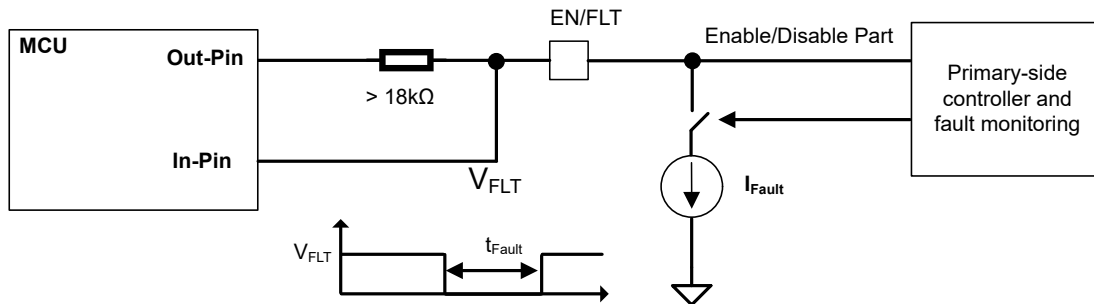 EN/FLT
MCU
Out-Pin
Enable/Disable Part
> 18kΩ
Primary-side
controller and
fault monitoring
In-Pin
VFLT
IFault
VFLT
tFault